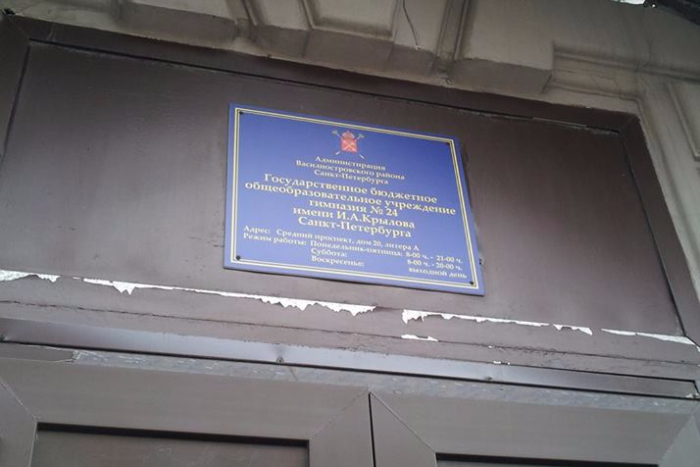 Администрация
Василеостровского района
Санкт-Петербурга
Государственное бюджетное
общеобразовательное учреждение
гимназия № 24
имени И.А.Крылова
Санкт-Петербурга
Адрес: Средний проспект, дом 20, литера А
Режим работы: Понедельник-пятница: 8-00 ч.- 21-00 ч.
Суббота: 8-00 ч. - 20-00 ч.
Воскресенье: выходной день